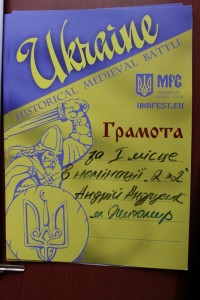 Ukraine
HISTORICAL MEDIEVAL BATTLE
MFC
UKRFEST.EU
Грамота
за I місце
в номінації „2х2"
Андрій
м. Житомир